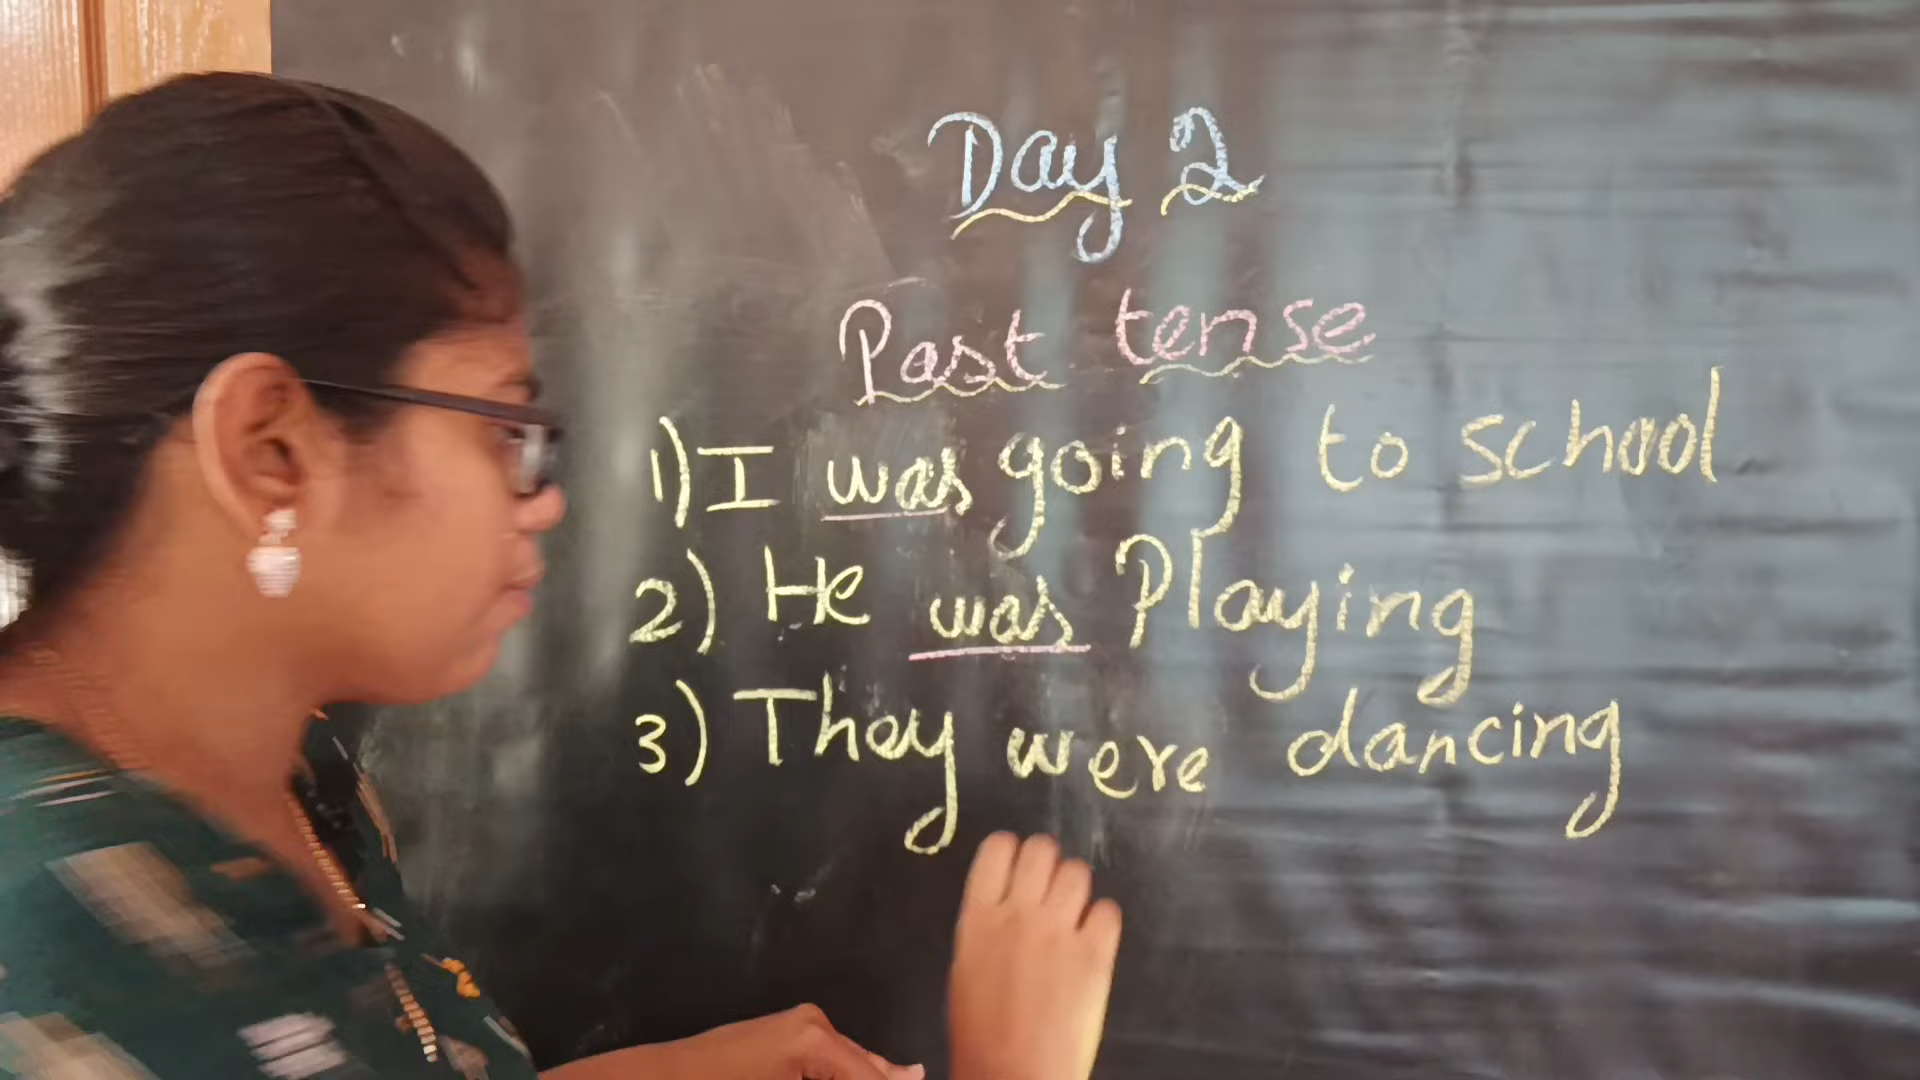 Day 2
Past tense
1) I was going to school
2) He was Playing
3) They were dancing